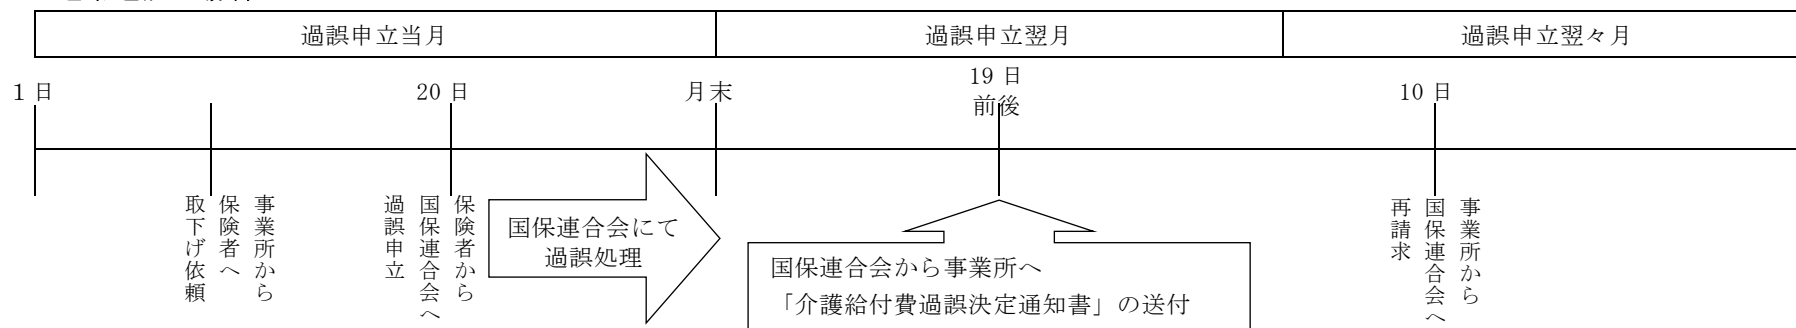 過誤申立当月
過誤申立翌月
過誤申立翌々月
1日
20日
月末
19日
前後
10日
事業所から
保険者へ
取下げ依頼
保険者から
国保連合会へ
過誤申立
国保連合会にて
過誤処理
国保連合会から事業所へ
「介護給付費過誤決定通知書」の送付
事業所から
国保連合会へ
再請求